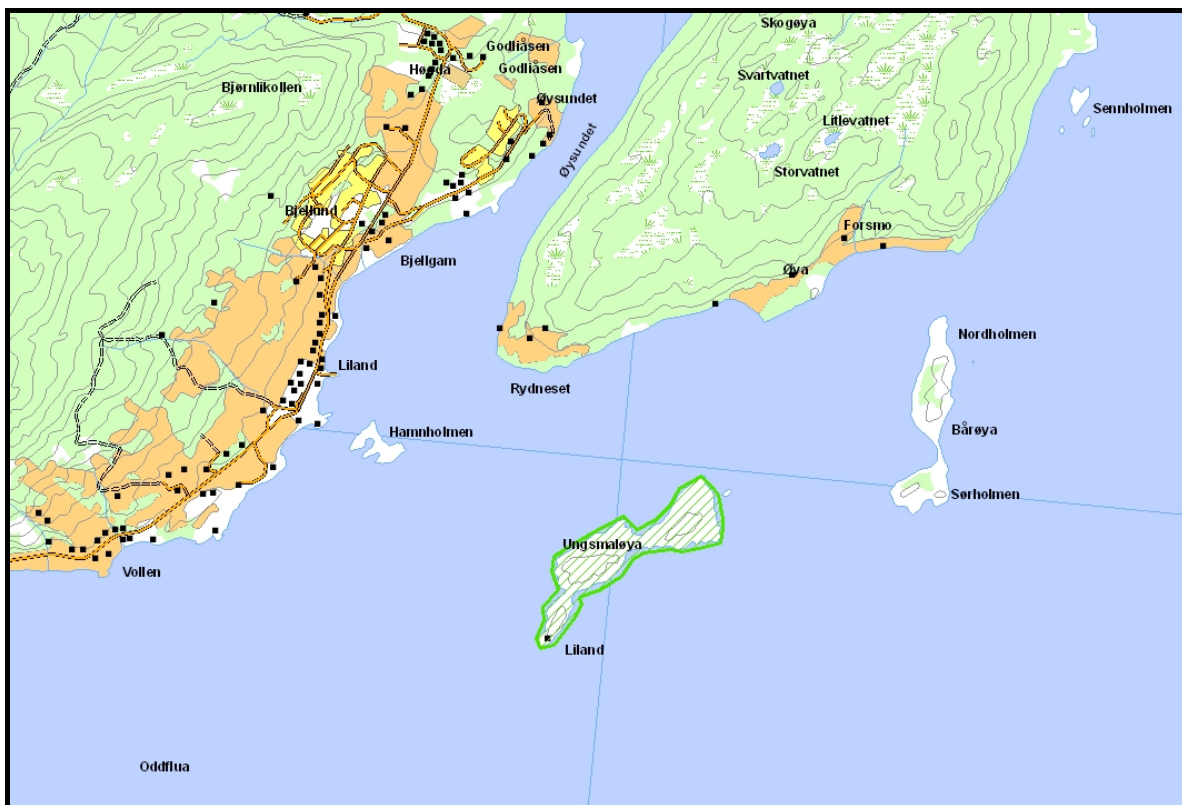 Skogøya
Godliåsen
Høgda
Godliåsen
Svartvatnet
Bjørnlikollen
Øysundet
Sennholmen
Litlevatnet
Øysundet
Storvatnet
Bjellund
Forsmo
Bjellgam
Øya
Nordholmen
Liland
Rydneset
Hamnholmen
Bårøya
Sørholmen
Ungsmaløya
Vollen
Liland
Oddflua